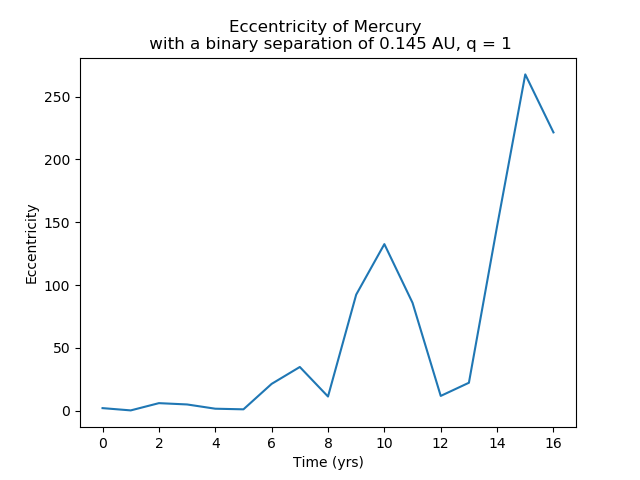 Eccentricity of Mercury
with a binary separation of 0.145 AU, q = 1
250
200
150
100
50
0
Eccentricity
0 2 4 6 8 10 12 14 16
Time (yrs)